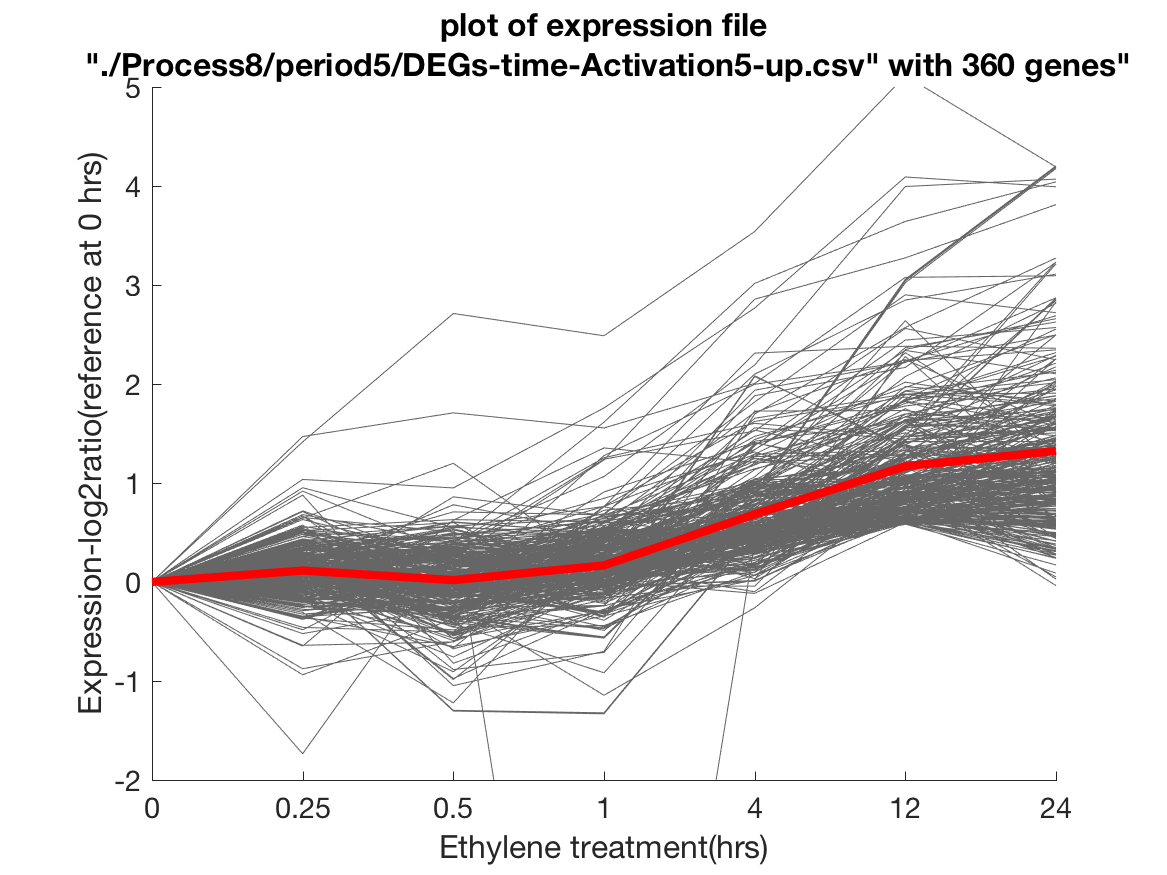 plot of expression file
"./Process8/period5/DEGs-time-Activation5-up.csv" with 360 genes"
5
4
3
2
1
0
-1
-2
Expression-log2ratio(reference at 0 hrs)
0 0.25 0.5 1 4 12 24
Ethylene treatment(hrs)